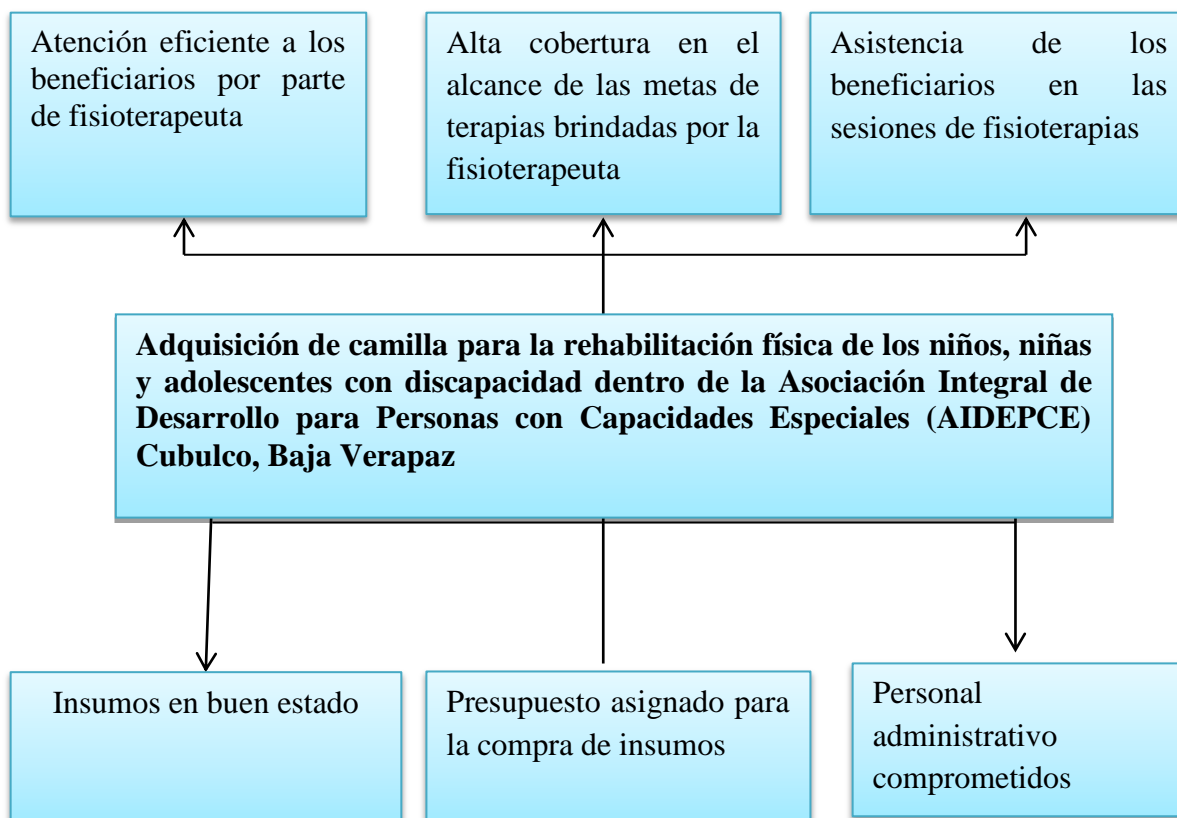 Atención eficiente a los
beneficiarios por parte
de fisioterapeuta
Alta cobertura en el
alcance de las metas de
terapias brindadas por la
fisioterapeuta
Asistencia de los
beneficiarios en las
sesiones de fisioterapias
Adquisición de camilla para la rehabilitación física de los niños, niñas
y adolescentes con discapacidad dentro de la Asociación Integral de
Desarrollo para Personas con Capacidades Especiales (AIDEPCE)
Cubulco, Baja Verapaz
Insumos en buen estado
Presupuesto asignado para
la compra de insumos
Personal
administrativo
comprometidos